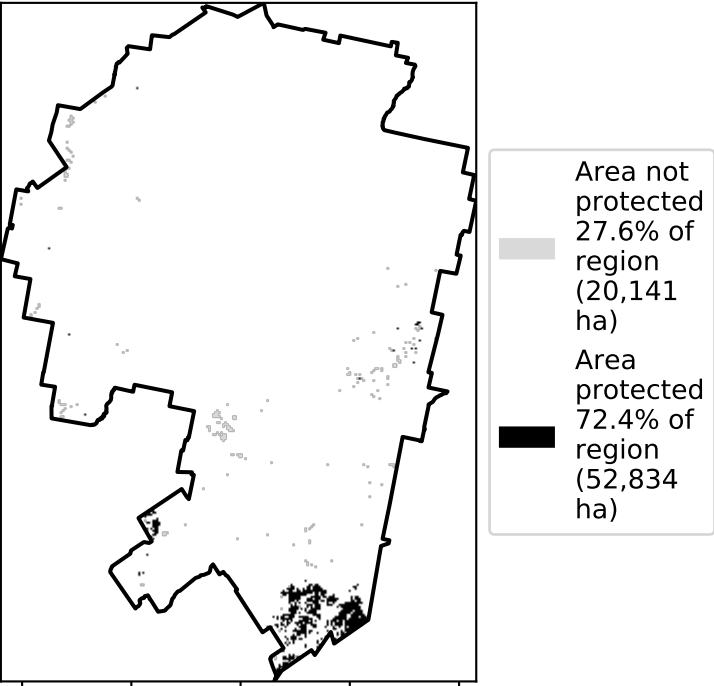 Area not
protected
27.6% of
region
(20,141
ha)
Area
protected
72.4% of
region
(52,834
ha)